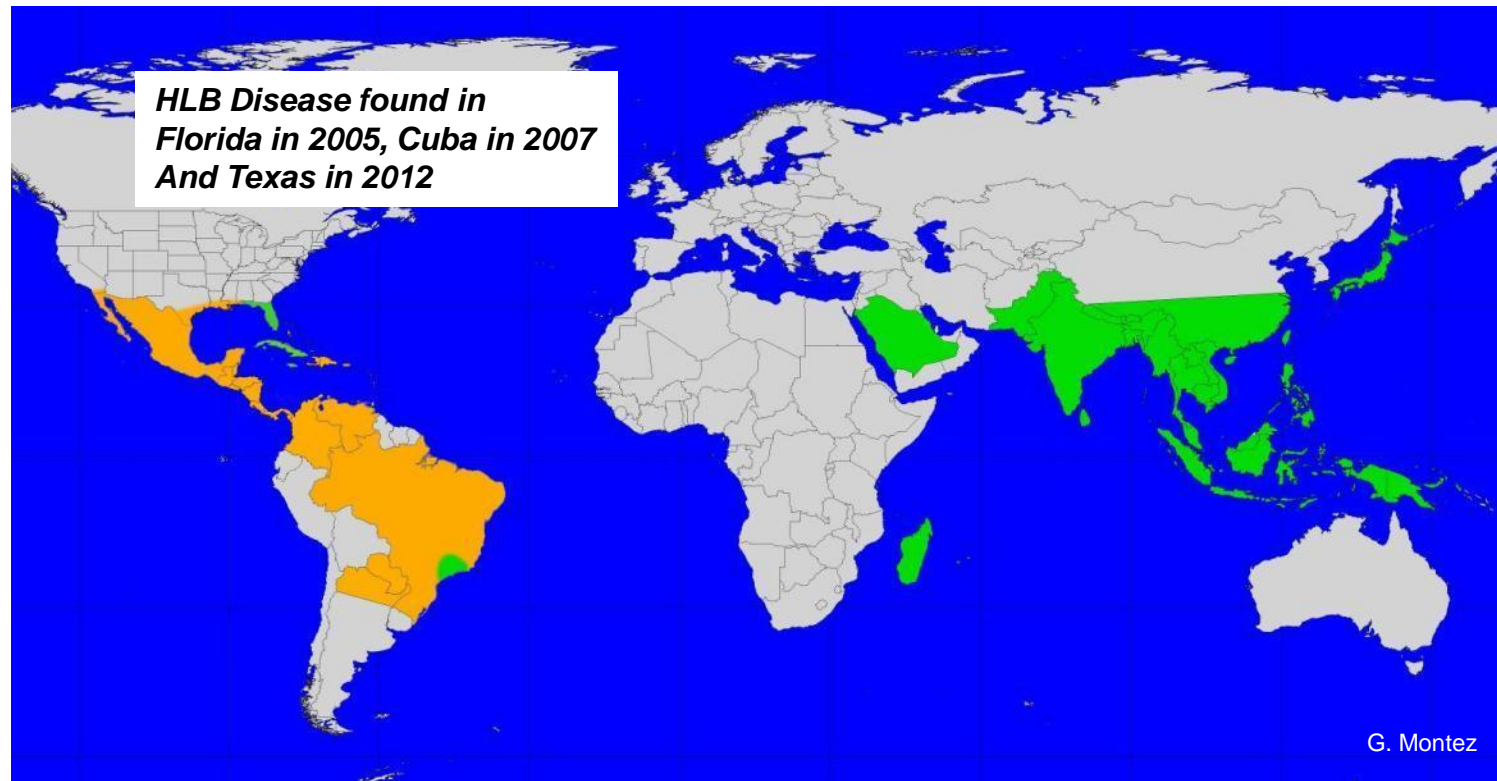 HLB Disease found in
Florida in 2005, Cuba in 2007
And Texas in 2012
G. Montez